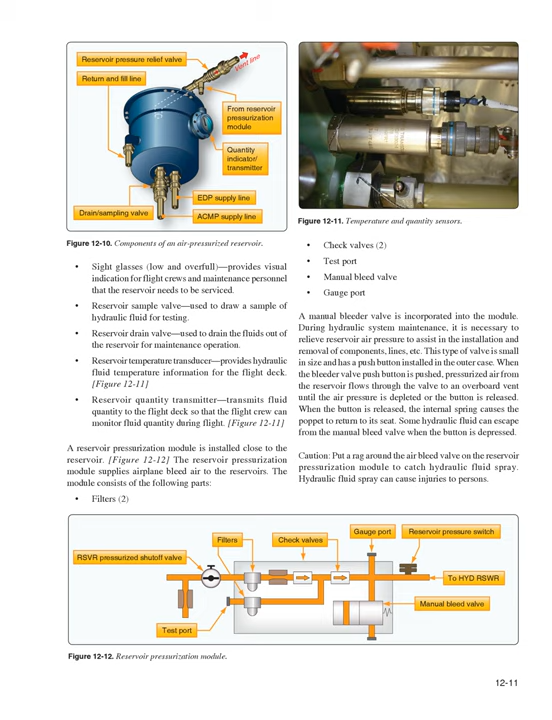 Reservoir pressure relief valve
Vent line
Return and fill line
From reservoir
pressurization
module
Quantity
indicator/
transmitter
EDP supply line
Drain/sampling valve
ACMP supply line
Figure 12-10. Components of an air-pressurized reservoir.
• Sight glasses (low and overfull)—provides visual
indication for flight crews and maintenance personnel
that the reservoir needs to be serviced.
• Reservoir sample valve—used to draw a sample of
hydraulic fluid for testing.
• Reservoir drain valve—used to drain the fluids out of
the reservoir for maintenance operation.
• Reservoir temperature transducer—provides hydraulic
fluid temperature information for the flight deck.
[Figure 12-11]
• Reservoir quantity transmitter—transmits fluid
quantity to the flight deck so that the flight crew can
monitor fluid quantity during flight. [Figure 12-11]
A reservoir pressurization module is installed close to the
reservoir. [Figure 12-12] The reservoir pressurization
module supplies airplane bleed air to the reservoirs. The
module consists of the following parts:
• Filters (2)
Figure 12-11. Temperature and quantity sensors.
• Check valves (2)
• Test port
• Manual bleed valve
• Gauge port
A manual bleeder valve is incorporated into the module.
During hydraulic system maintenance, it is necessary to
relieve reservoir air pressure to assist in the installation and
removal of components, lines, etc. This type of valve is small
in size and has a push button installed in the outer case. When
the bleeder valve push button is pushed, pressurized air from
the reservoir flows through the valve to an overboard vent
until the air pressure is depleted or the button is released.
When the button is released, the internal spring causes the
poppet to return to its seat. Some hydraulic fluid can escape
from the manual bleed valve when the button is depressed.
Caution: Put a rag around the air bleed valve on the reservoir
pressurization module to catch hydraulic fluid spray.
Hydraulic fluid spray can cause injuries to persons.
Gauge port
Reservoir pressure switch
Filters
Check valves
RSVR pressurized shutoff valve
To HYD RSWR
Manual bleed valve
Test port
Figure 12-12. Reservoir pressurization module.
12-11